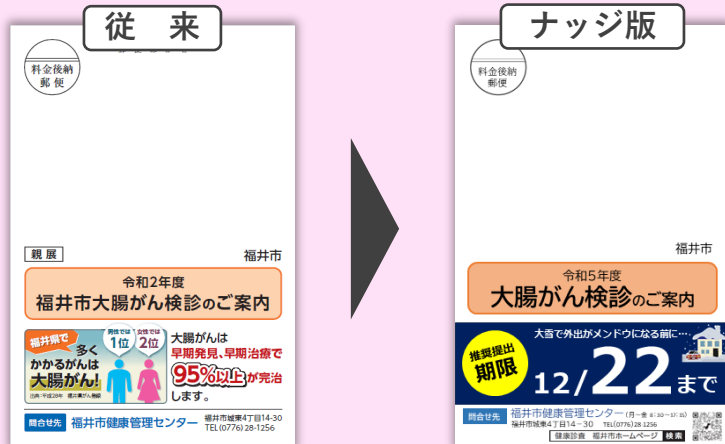 従 来
料金後納
郵 便
親 展
福井市
令和2年度
福井市大腸がん検診のご案内
福井県で
多く
かかるがんは
大腸がん!
男性では
1位
女性では
2位
大腸がんは
早期発見、早期治療で
95%以上が完治
します。
問合せ先 福井市健康管理センター
福井市城東4丁目14-30
TEL(0776)28-1256
ナッジ版
料金後納
郵便
福井市
令和5年度
大腸がん検診のご案内
大雪で外出がメンドウになる前に…
推奨提出
期限
12/22まで
問合せ先 福井市健康管理センター
福井市城東4丁目14-30 TEL(0776)28-1256
健康診査 福井市ホームページ 検索